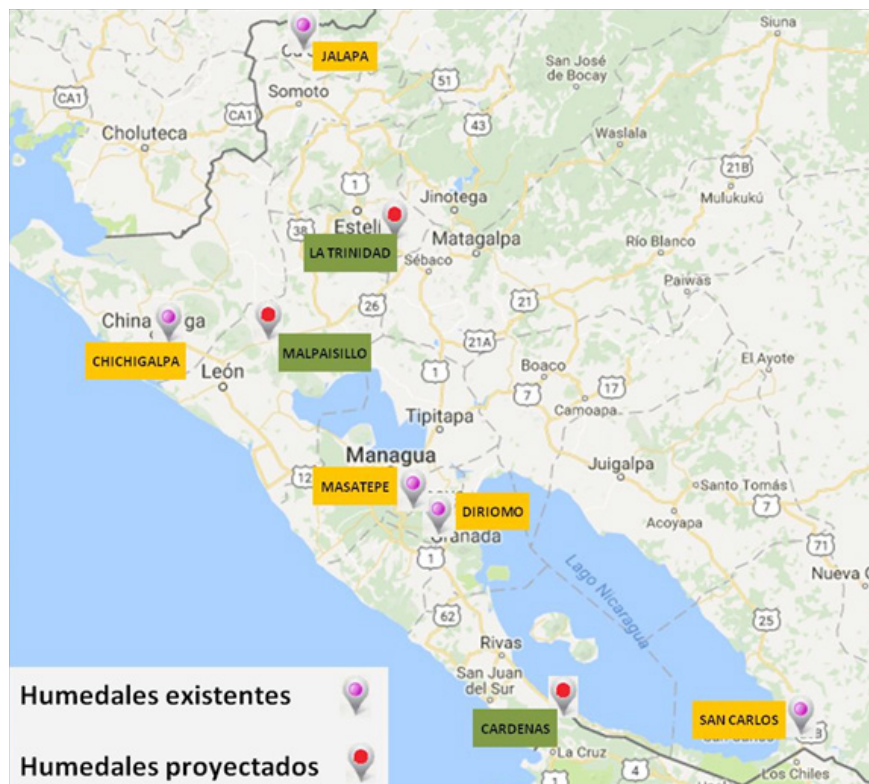 Siuna
JALAPA
San José
de Bocay
51
CA1
CA1
Somoto
43
Choluteca
Waslala
21B
1
Jinotega
Mulukukú
Estelí
38
Matagalpa
Río Blanco
LA TRINIDAD
Sébaco
Paiwas
26
21
China
ga
21A
El Ayote
CHICHIGALPA
MALPAISILLO
León
1
Boaco
17
7
Camoapa
Tipitapa
Managua
Juigalpa
12
MASATEPE
Santo Tomás
7
DIRIOMO
Acoyapa
Granada
71
1
Lago Nicaragua
Nueva G
62
25
Rivas
San Juan
del Sur
Humedales existentes
CARDENAS
SAN CARLOS
La Cruz
Humedales proyectados
4
Los Chiles